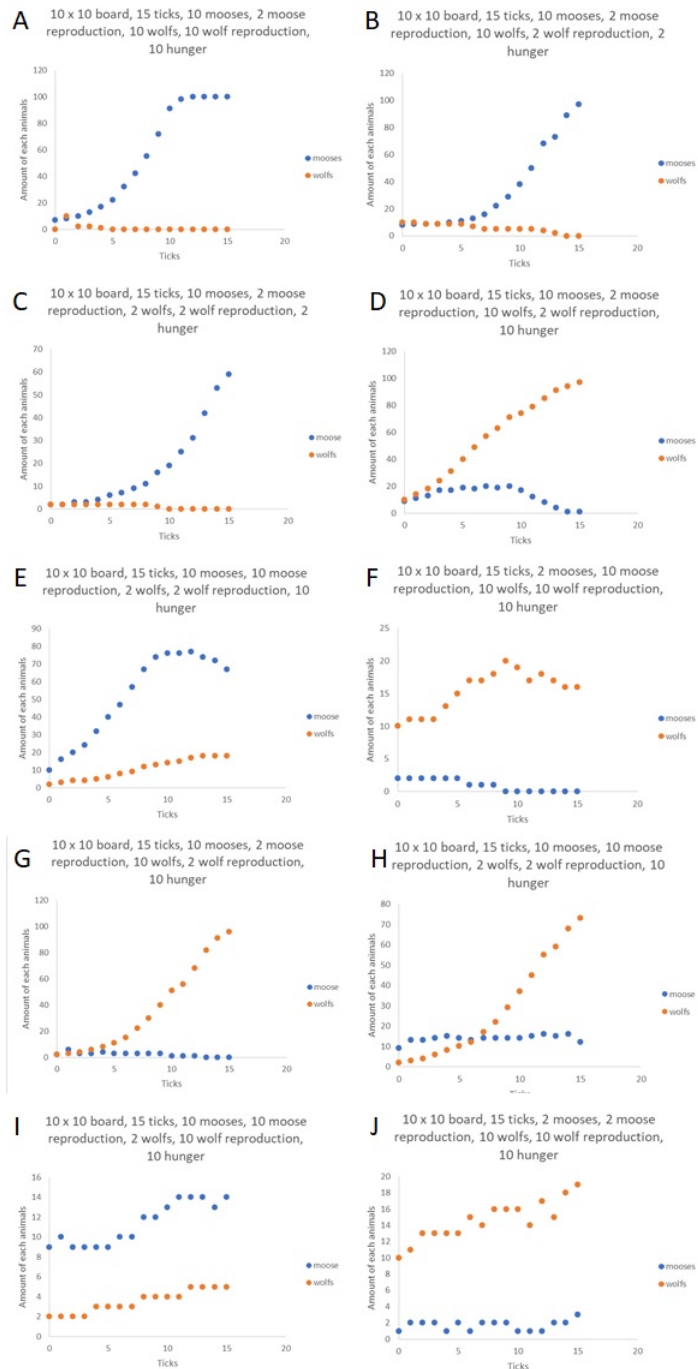 A
10 x 10 board, 15 ticks, 10 mooses, 2 moose
reproduction, 10 wolfs, 10 wolf reproduction,
10 hunger
Amount of each animals
120
100
80
60
40
20
0
0
5
10
15
20
Ticks
mooses
wolfs
B
10 x 10 board, 15 ticks, 10 mooses, 2 moose
reproduction, 10 wolfs, 2 wolf reproduction, 2
hunger
Amount of each animals
120
100
80
60
40
20
0
0
5
10
15
20
Ticks
mooses
wolfs
C
10 x 10 board, 15 ticks, 10 mooses, 2 moose
reproduction, 2 wolfs, 2 wolf reproduction, 2
hunger
Amount of each animals
70
60
50
40
30
20
10
0
0
5
10
15
20
Ticks
moose
wolfs
D
10 x 10 board, 15 ticks, 10 mooses, 2 moose
reproduction, 10 wolfs, 2 wolf reproduction,
10 hunger
Amount of each animals
120
100
80
60
40
20
0
0
5
10
15
20
Ticks
mooses
wolfs
E
10 x 10 board, 15 ticks, 10 mooses, 10 moose
reproduction, 2 wolfs, 2 wolf reproduction, 10
hunger
Amount of each animals
90
80
70
60
50
40
30
20
10
0
0
5
10
15
20
Ticks
moose
wolfs
F
10 x 10 board, 15 ticks, 2 mooses, 10 moose
reproduction, 10 wolfs, 10 wolf reproduction,
10 hunger
Amount of each animals
25
20
15
10
5
0
0
5
10
15
20
Ticks
mooses
wolfs
G
10 x 10 board, 15 ticks, 10 mooses, 2 moose
reproduction, 10 wolfs, 2 wolf reproduction,
10 hunger
Amount of each animals
120
100
80
60
40
20
0
0
5
10
15
20
Ticks
moose
wolfs
H
10 x 10 board, 15 ticks, 10 mooses, 10 moose
reproduction, 2 wolfs, 2 wolf reproduction, 10
hunger
Amount of each animals
80
70
60
50
40
30
20
10
0
0
5
10
15
20
Ticks
mooses
wolfs
I
10 x 10 board, 15 ticks, 10 mooses, 10 moose
reproduction, 2 wolfs, 10 wolf reproduction,
10 hunger
Amount of each animals
16
14
12
10
8
6
4
2
0
0
5
10
15
20
Ticks
moose
wolfs
J
10 x 10 board, 15 ticks, 2 mooses, 2 moose
reproduction, 10 wolfs, 10 wolf reproduction,
10 hunger
Amount of each animals
20
18
16
14
12
10
8
6
4
2
0
0
5
10
15
20
Ticks
mooses
wolfs